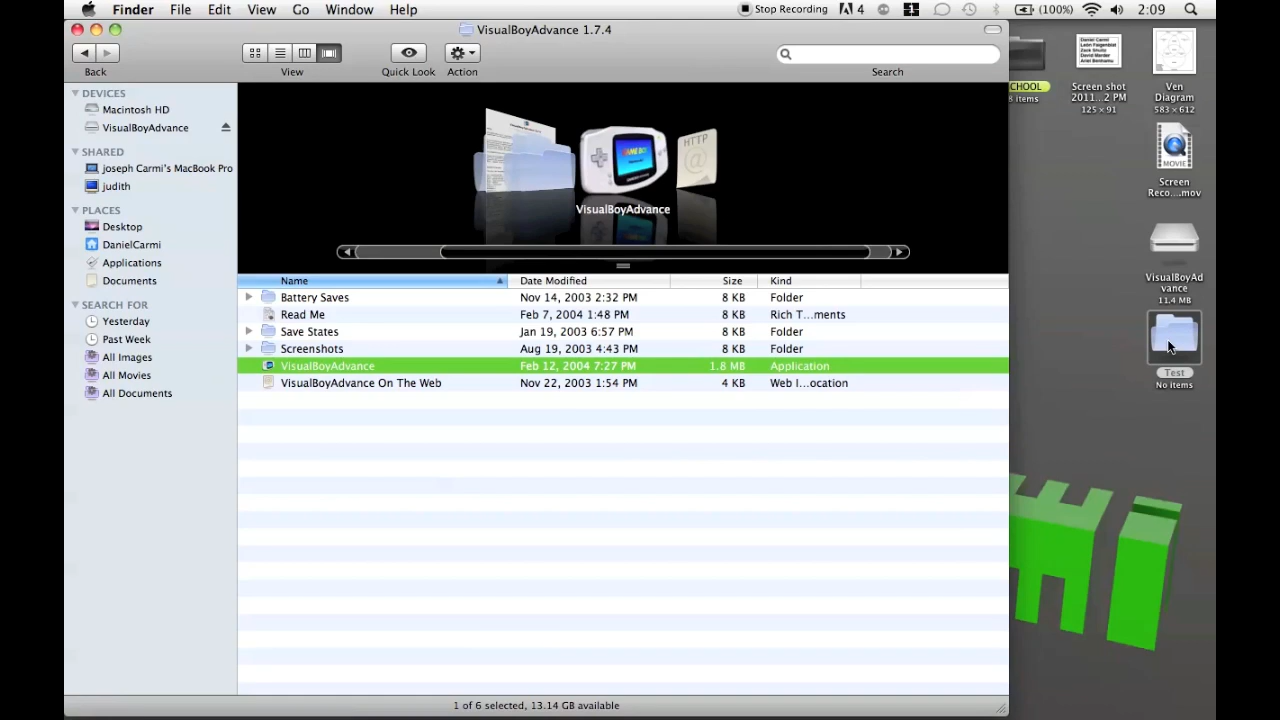 Finder File Edit View Go Window Help Stop Recording 4 1 (100%) 2:09
VisualBoyAdvance 1.7.4
Back View Quick Look Action Search
DEVICES
Macintosh HD
VisualBoyAdvance
SHARED
joseph Carmi's MacBook Pro
judith
PLACES
Desktop
DanielCarmi
Applications
Documents
SEARCH FOR
Yesterday
Past Week
All Images
All Movies
All Documents
GAME BOY
HTTP
@
VisualBoyAdvance
Name Date Modified Size Kind
Battery Saves Nov 14, 2003 2:32 PM 8 KB Folder
Read Me Feb 7, 2004 1:48 PM 8 KB Rich T...ments
Save States Jan 19, 2003 6:57 PM 8 KB Folder
Screenshots Aug 19, 2003 4:43 PM 8 KB Folder
VisualBoyAdvance Feb 12, 2004 7:27 PM 1.8 MB Application
VisualBoyAdvance On The Web Nov 22, 2003 1:54 PM 4 KB Web I...ocation
1 of 6 selected, 13.14 GB available
CHOOL
8 items
Screen shot
2011...2 PM
125 × 91
Ven
Diagram
583 × 612
MOVIE
Screen
Reco....mov
VisualBoyAd
vance
11.4 MB
Test
No items